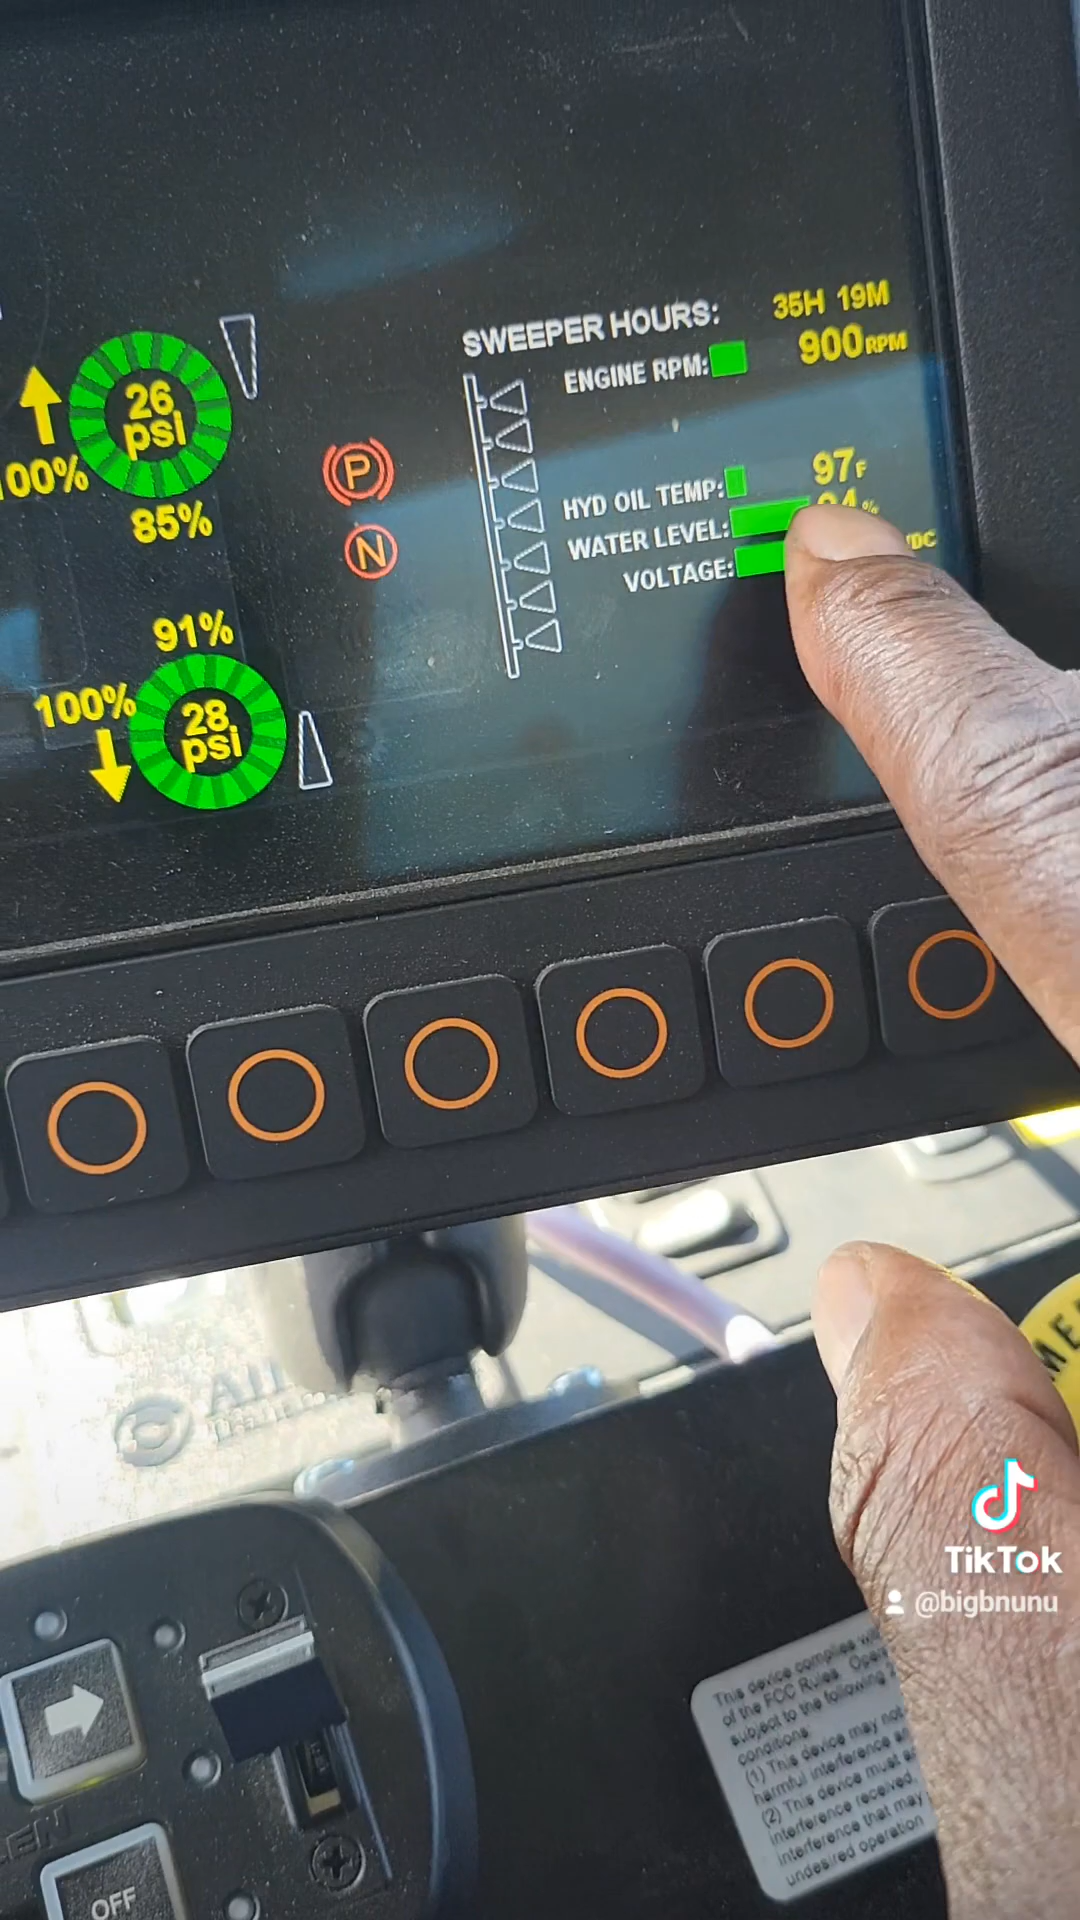 SWEEPER HOURS: 35H 19M
ENGINE RPM: 900 RPM
26
psi
85%
P
N
HYD OIL TEMP: 97F
WATER LEVEL:
VOLTAGE: VDC
91%
100%
28
psi
OFF
This device complies
of the FCC Rules.
subject to the following
conditions:
(1) This device may not
harmful interference
(2) This device must
interference received,
interference that may
undesired operation
TikTok
@bigbnunu